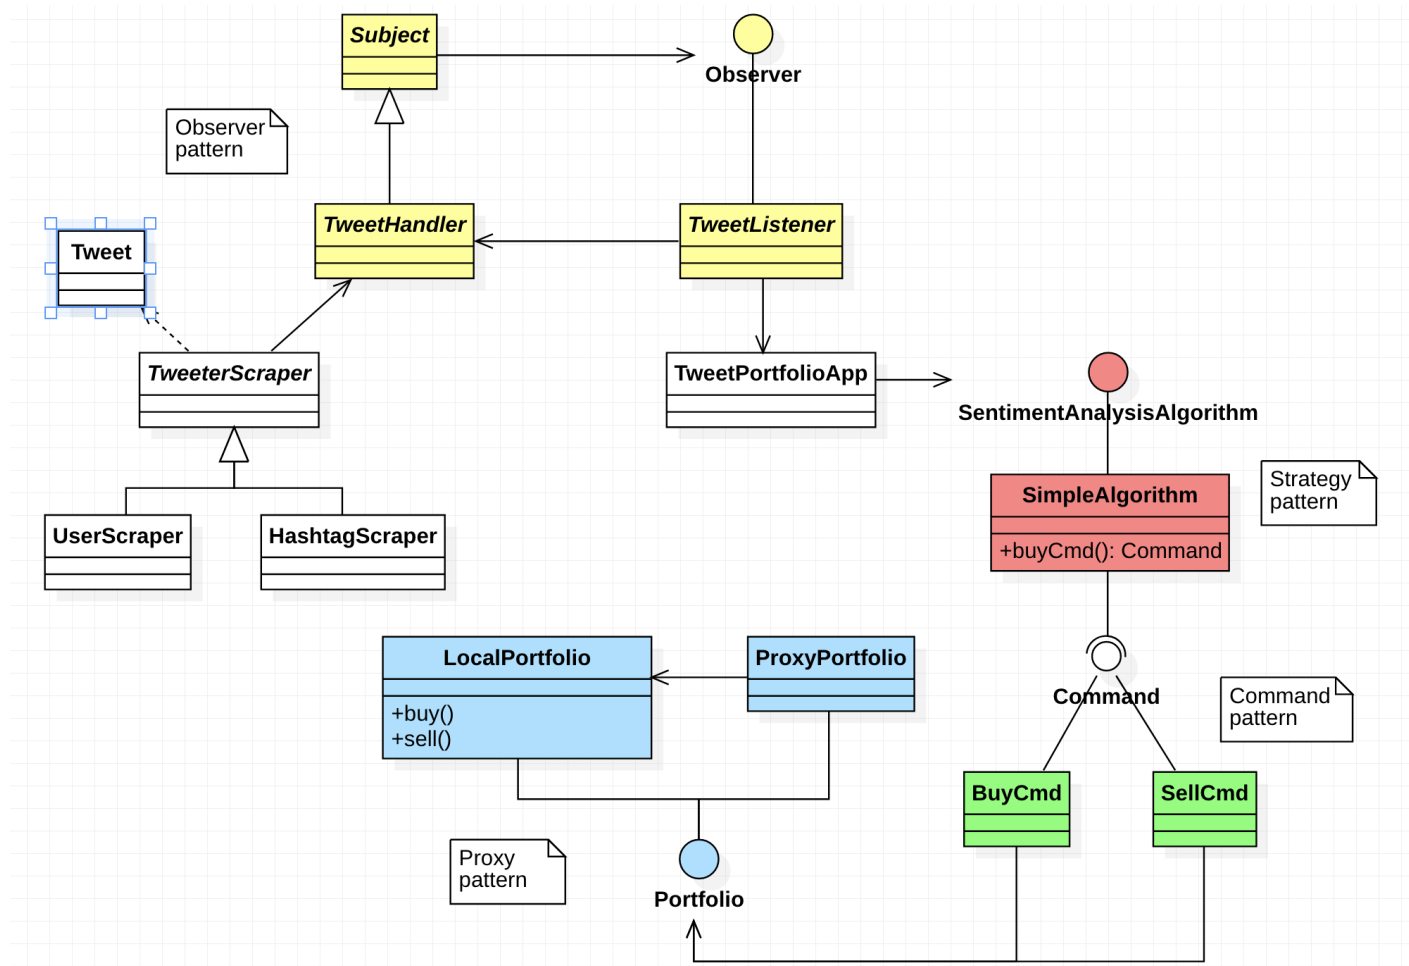 Subject
Observer
Observer
pattern
TweetHandler
TweetListener
Tweet
TweeterScraper
TweetPortfolioApp
SentimentAnalysisAlgorithm
Strategy
pattern
SimpleAlgorithm
+buyCmd(): Command
UserScraper
HashtagScraper
LocalPortfolio
+buy()
+sell()
ProxyPortfolio
Command
Command
pattern
BuyCmd
SellCmd
Proxy
pattern
Portfolio